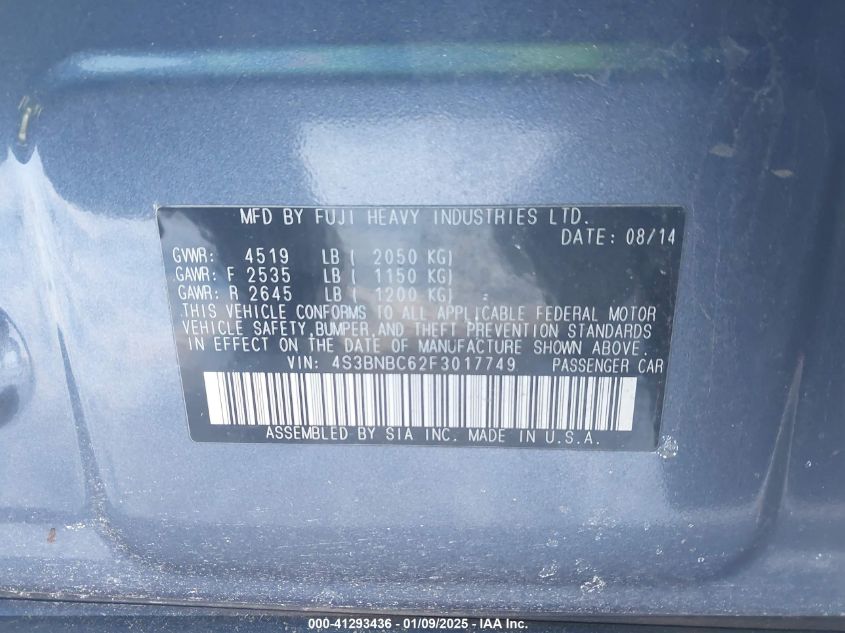 MFD BY FUJI HEAVY INDUSTRIES LTD.
DATE: 08/14
GVWR: 4519 LB ( 2050 KG)
GAWR: F 2535 LB ( 1150 KG)
GAWR: R 2645 LB ( 1200 KG)
THIS VEHICLE CONFORMS TO ALL APPLICABLE FEDERAL MOTOR
VEHICLE SAFETY, BUMPER, AND THEFT PREVENTION STANDARDS
IN EFFECT ON THE DATE OF MANUFACTURE SHOWN ABOVE.
VIN: 4S3BNBC62F3017749 PASSENGER CAR
ASSEMBLED BY SIA INC. MADE IN U.S.A.
000-41293436 - 01/09/2025 - IAA Inc.